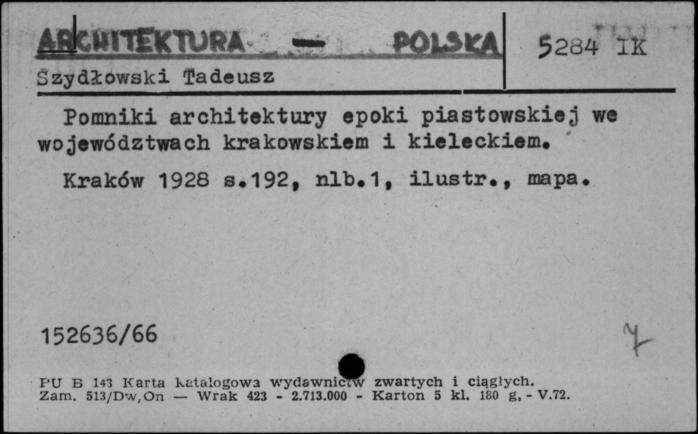 ARCHITEKTURA — POLSKA 5284 IK
Szydłowski Tadeusz
Pomniki architektury epoki piastowskiej we
województwach krakowskiem i kieleckiem.
Kraków 1928 s.192, nlb.1, ilustr., mapa.
152636/66
7
PU B 143 Karta katalogowa wydawnictw zwartych i ciągłych.
Zam. 513/Dw,On — Wrak 423 - 2.713.000 - Karton 5 kl. 180 g, - V.72.